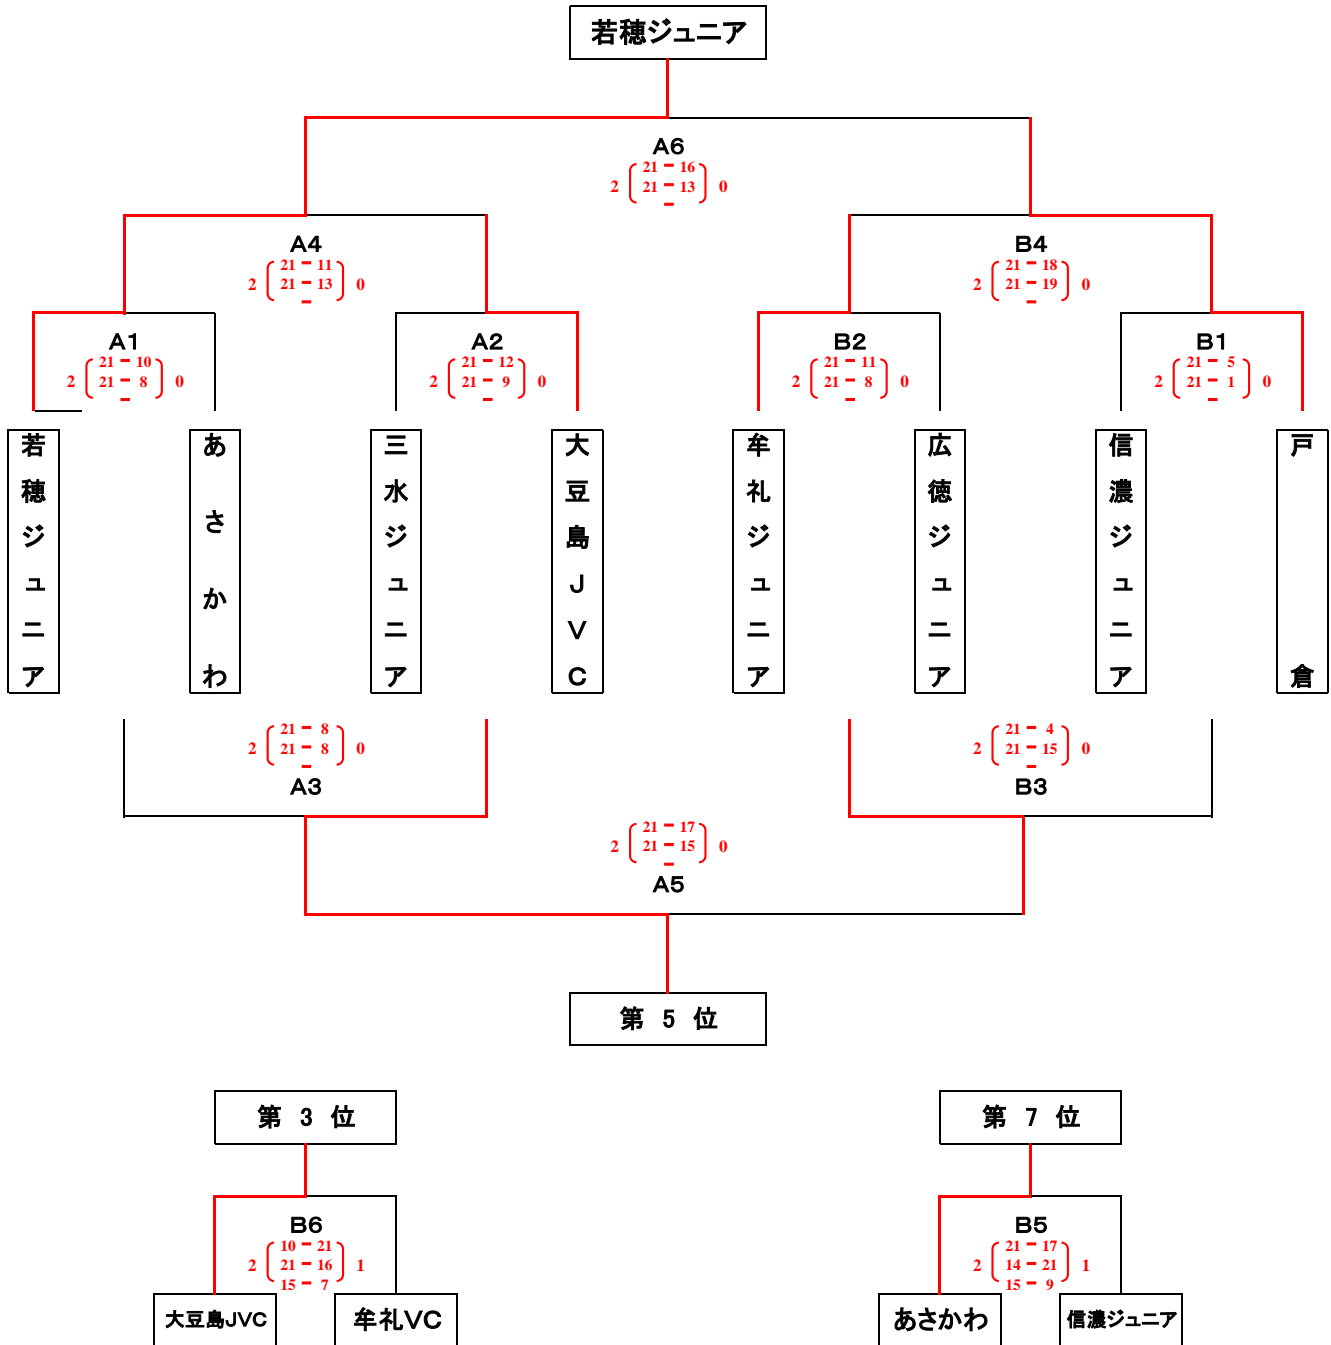 若穂ジュニア
A6
21 - 16
2 21 - 13 0
-
A4
21 - 11
2 21 - 13 0
-
B4
21 - 18
2 21 - 19 0
-
A1
21 - 10
2 21 - 8 0
-
A2
21 - 12
2 21 - 9 0
-
B2
21 - 11
2 21 - 8 0
-
B1
21 - 5
2 21 - 1 0
-
若穂ジュニア
あさかわ
三水ジュニア
大豆島JVC
牟礼ジュニア
広徳ジュニア
信濃ジュニア
戸倉
21 - 8
2 21 - 8 0
-
A3
21 - 4
2 21 - 15 0
-
B3
21 - 17
2 21 - 15 0
-
A5
第 5 位
第 3 位
B6
10 - 21
2 21 - 16 1
15 - 7
大豆島JVC
牟礼VC
第 7 位
B5
21 - 17
2 14 - 21 1
15 - 9
あさかわ
信濃ジュニア